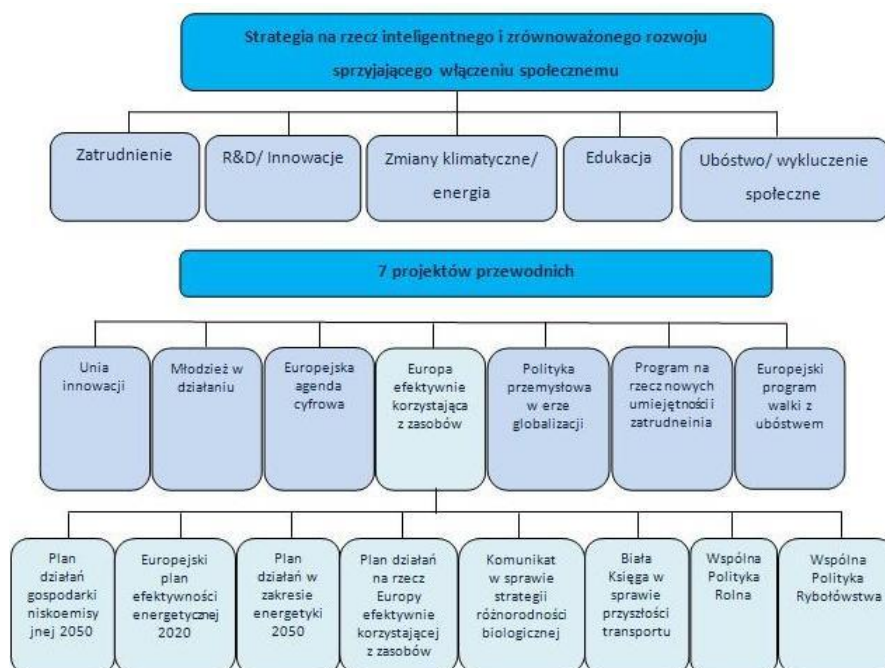 Strategia na rzecz inteligentnego i zrównoważonego rozwoju
sprzyjającego włączeniu społecznemu
Zatrudnienie
R&D/ Innowacje
Zmiany klimatyczne/
energia
Edukacja
Ubóstwo/ wykluczenie
społeczne
7 projektów przewodnich
Unia
innowacji
Młodzież w
działaniu
Europejska
agenda
cyfrowa
Europa
efektywnie
korzystająca
z zasobów
Polityka
przemysłowa
w erze
globalizacji
Program na
rzecz nowych
umiejętności i
zatrudneinia
Europejski
program
walki z
ubóstwem
Plan
działań
gospodarki
niskoemisy
jnej 2050
Europejski
plan
efektywności
energetycznej
2020
Plan
działań w
zakresie
energetyki
2050
Plan działań
na rzecz
Europy
efektywnie
korzystającej
z zasobów
Komunikat
w sprawie
strategii
różnorodności
biologicznej
Biała
Księga w
sprawie
przyszłości
transportu
Wspólna
Polityka
Rolna
Wspólna
Polityka
Rybołówstwa